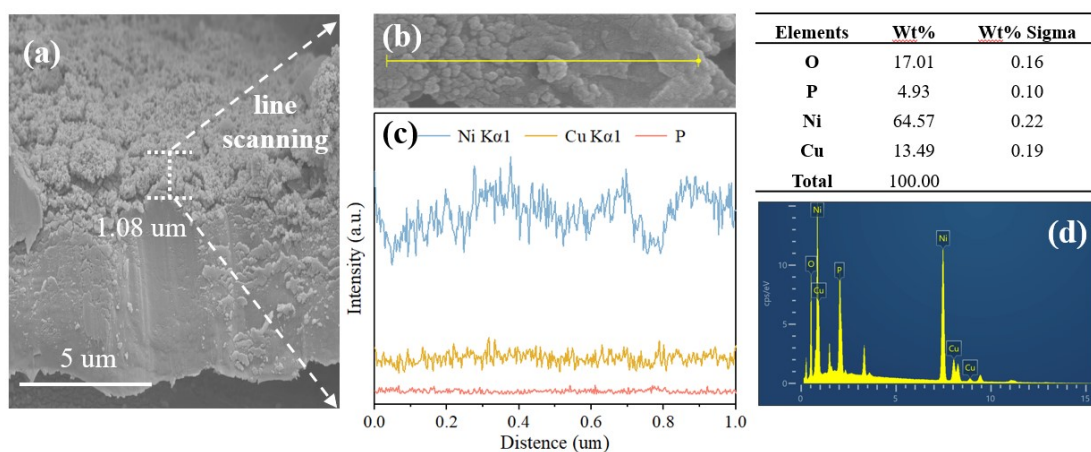 (a)
line
scanning
1.08 um
5 um
(b)
(c)
Ni Kα1 Cu Kα1 P
Intensity (a.u.)
0.0 0.2 0.4 0.6 0.8 1.0
Distence (um)
Elements Wt% Wt% Sigma
O 17.01 0.16
P 4.93 0.10
Ni 64.57 0.22
Cu 13.49 0.19
Total 100.00
(d)
Ni
Ni
O
P
Cu
Cu
Cu
cps/eV
10
5
0
0 5 10 15